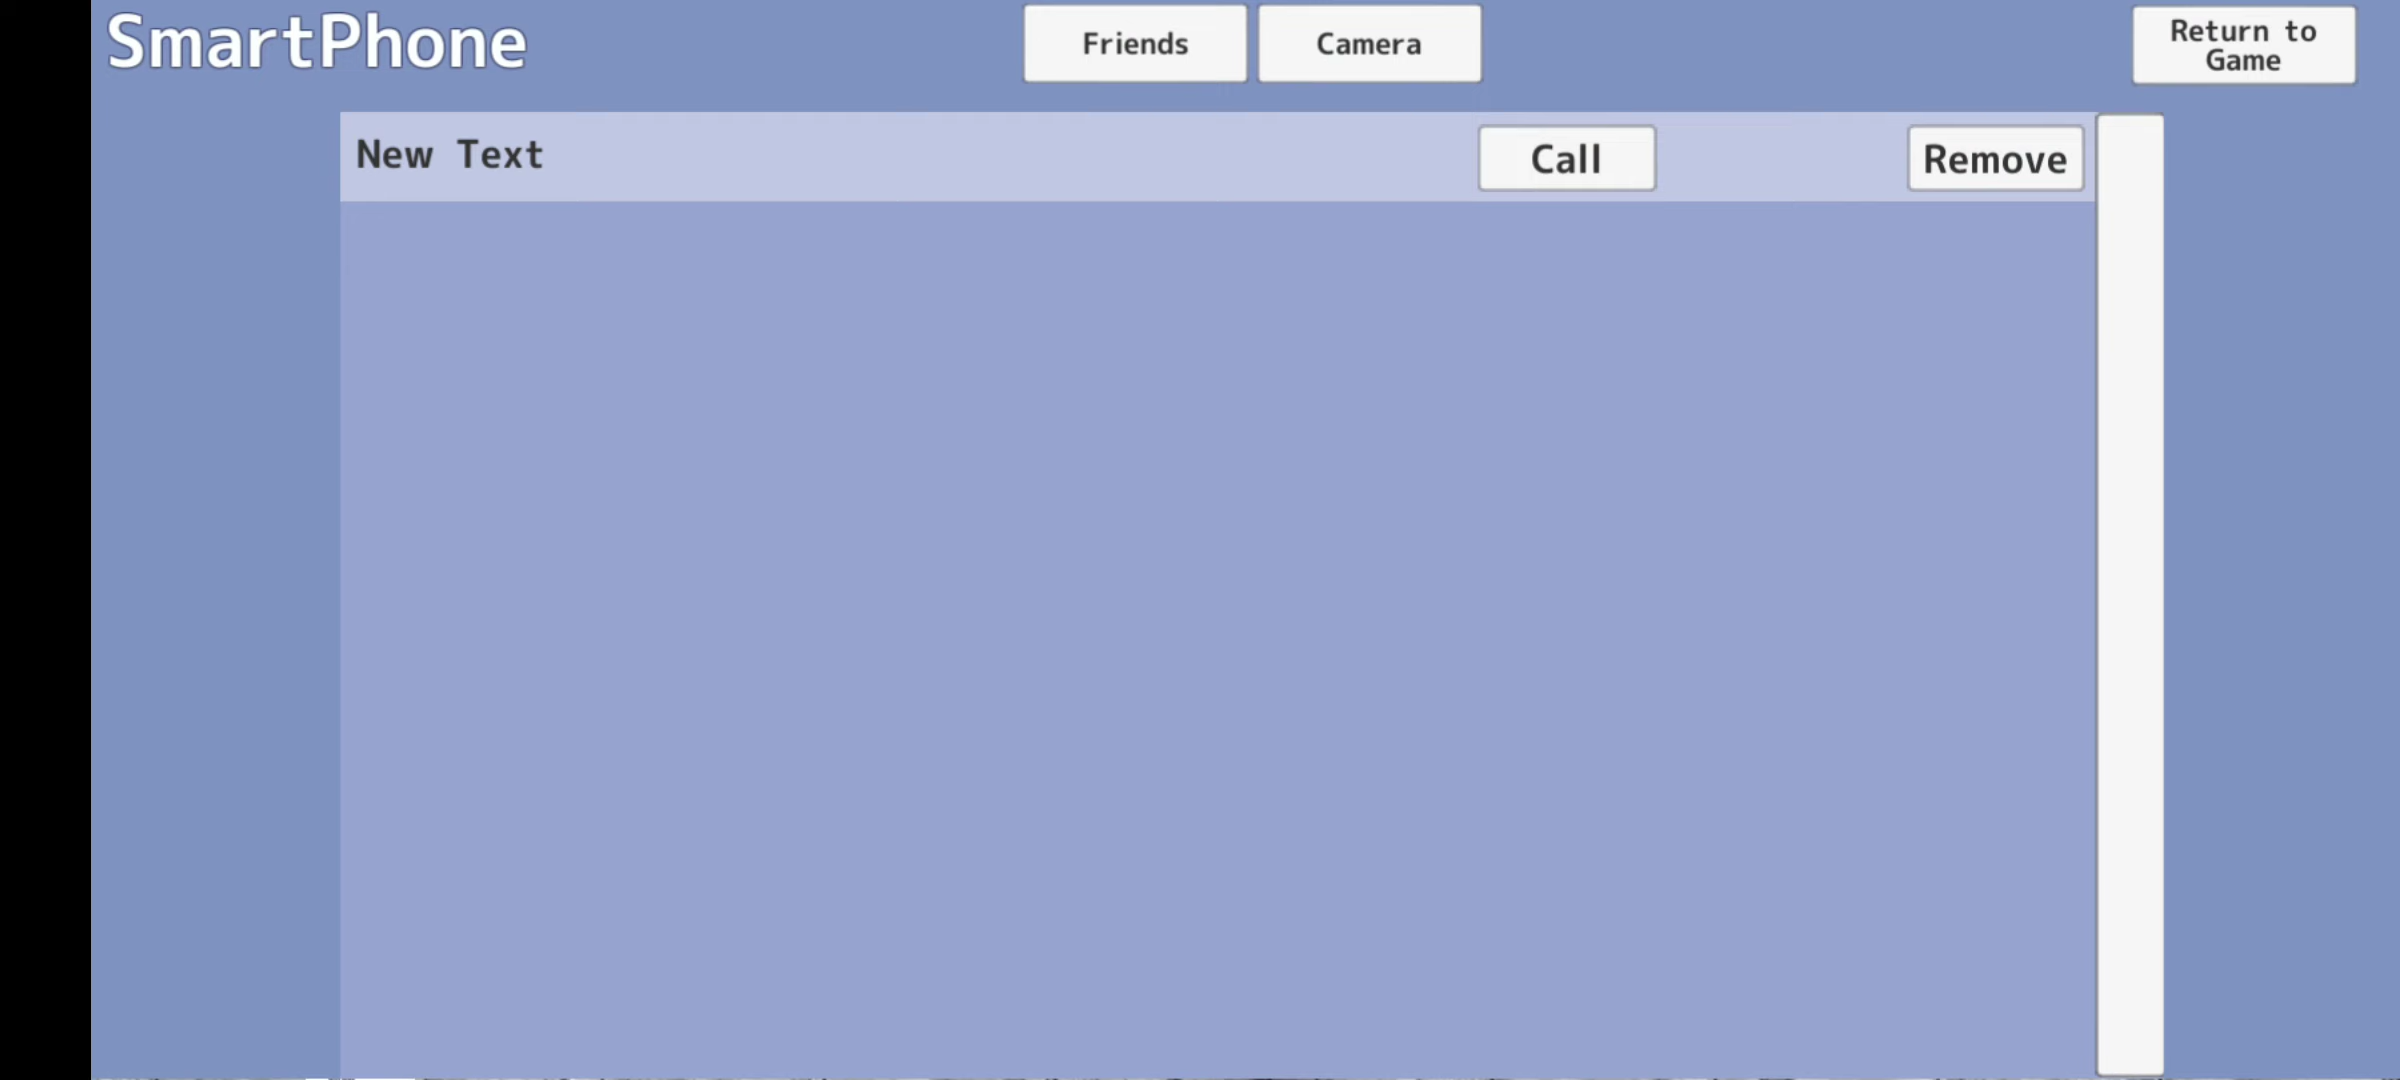 SmartPhone
Friends
Camera
Return to
Game
New Text
Call
Remove